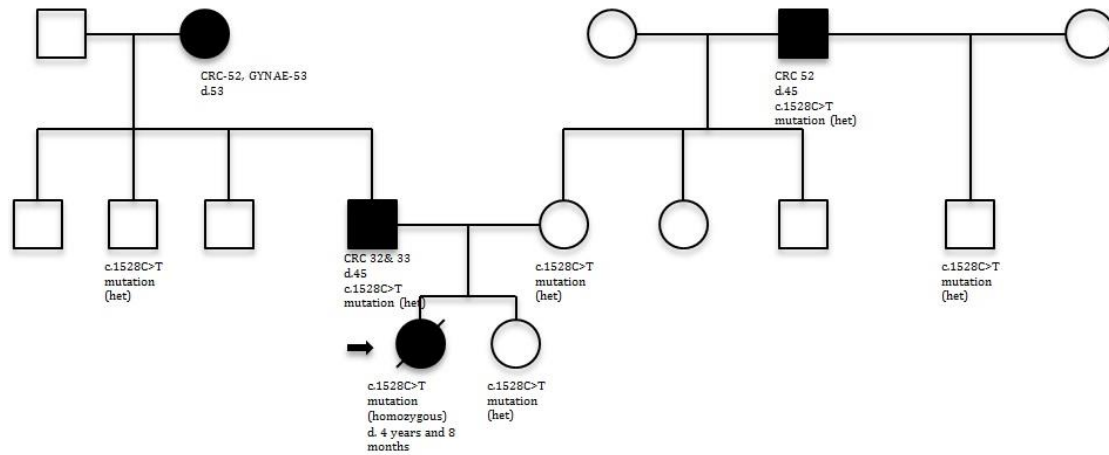 CRC-52, GYNAE-53
d.53
CRC 52
d.45
c.1528C>T
mutation (het)
c.1528C>T
mutation
(het)
CRC 32& 33
d.45
c.1528C>T
mutation (het)
c.1528C>T
mutation
(het)
c.1528C>T
mutation
(het)
c.1528C>T
mutation
(homozygous)
d. 4 years and 8
months
c.1528C>T
mutation
(het)